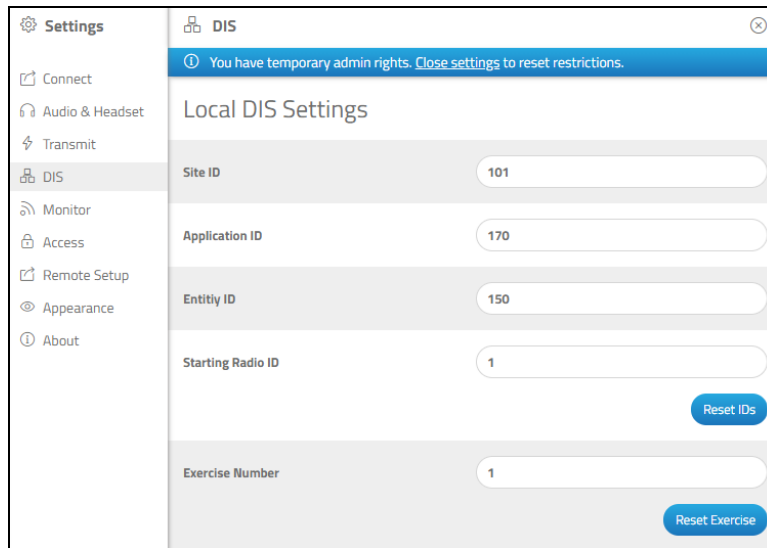 Settings
Connect
Audio & Headset
Transmit
DIS
Monitor
Access
Remote Setup
Appearance
About
DIS
You have temporary admin rights. Close settings to reset restrictions.
Local DIS Settings
Site ID 101
Application ID 170
Entitiy ID 150
Starting Radio ID 1
Reset IDs
Exercise Number 1
Reset Exercise